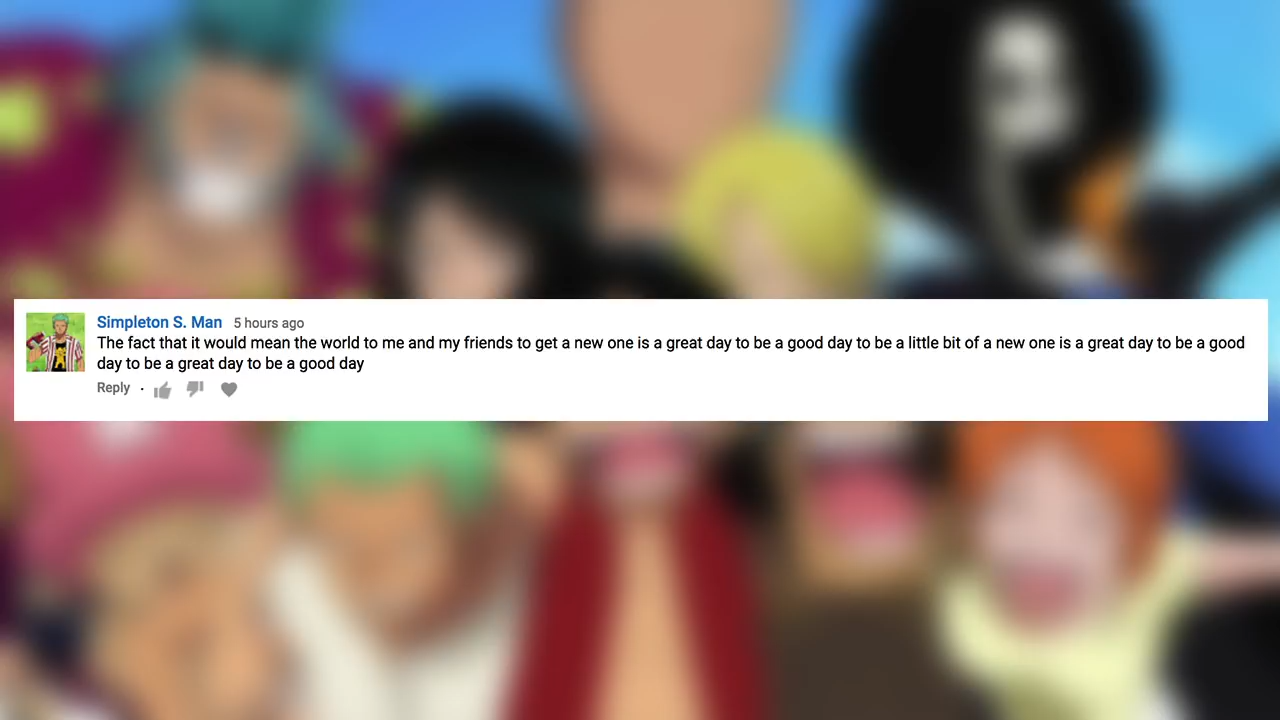 Simpleton S. Man 5 hours ago
The fact that it would mean the world to me and my friends to get a new one is a great day to be a good day to be a little bit of a new one is a great day to be a good
day to be a great day to be a good day
Reply ·